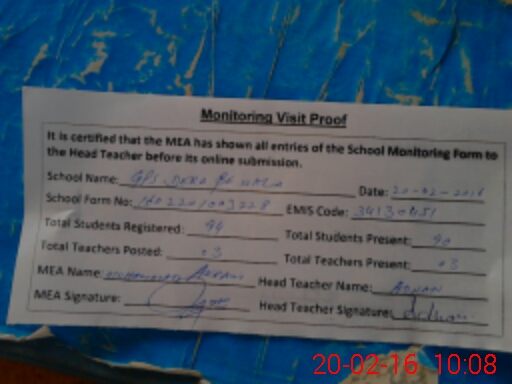 Monitoring Visit Proof
It is certified that the MEA has shown all entries of the School Monitoring Form to
the Head Teacher before its online submission.
School Name: GPS Date: 20-02-2016
School Form No: EMIS Code:
Total Students Registered: 94 Total Students Present: 90
Total Teachers Posted: 03 Total Teachers Present: 03
MEA Name: Head Teacher Name: ADNAN
MEA Signature: Head Teacher Signature:
20-02-16 10:08